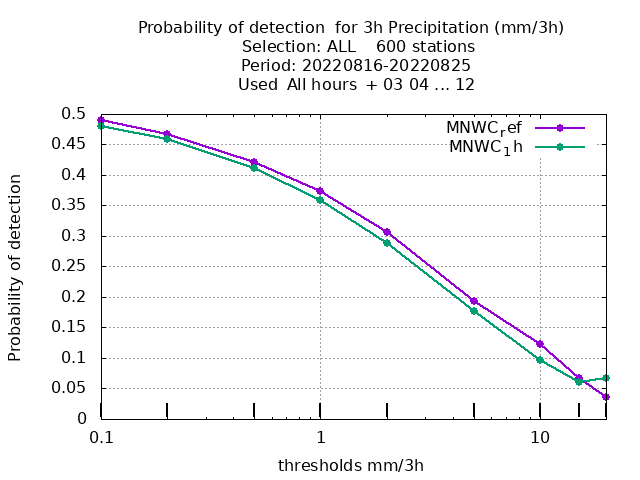 Probability of detection  for 3h Precipitation (mm/3h)
Selection: ALL    600 stations
Period: 20220816-20220825
Used  All hours  + 03 04 ... 12
MNWC_ref
MNWC_1h
0.5
0.45
0.4
0.35
0.3
0.25
0.2
0.15
0.1
0.05
0
Probability of detection
0.1 1 10
thresholds mm/3h